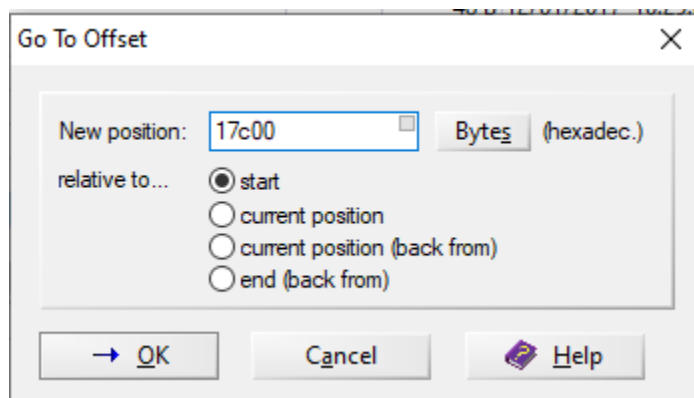 Go To Offset
New position: 17c00 Bytes (hexadec.)
relative to... start
current position
current position (back from)
end (back from)
→ OK Cancel Help